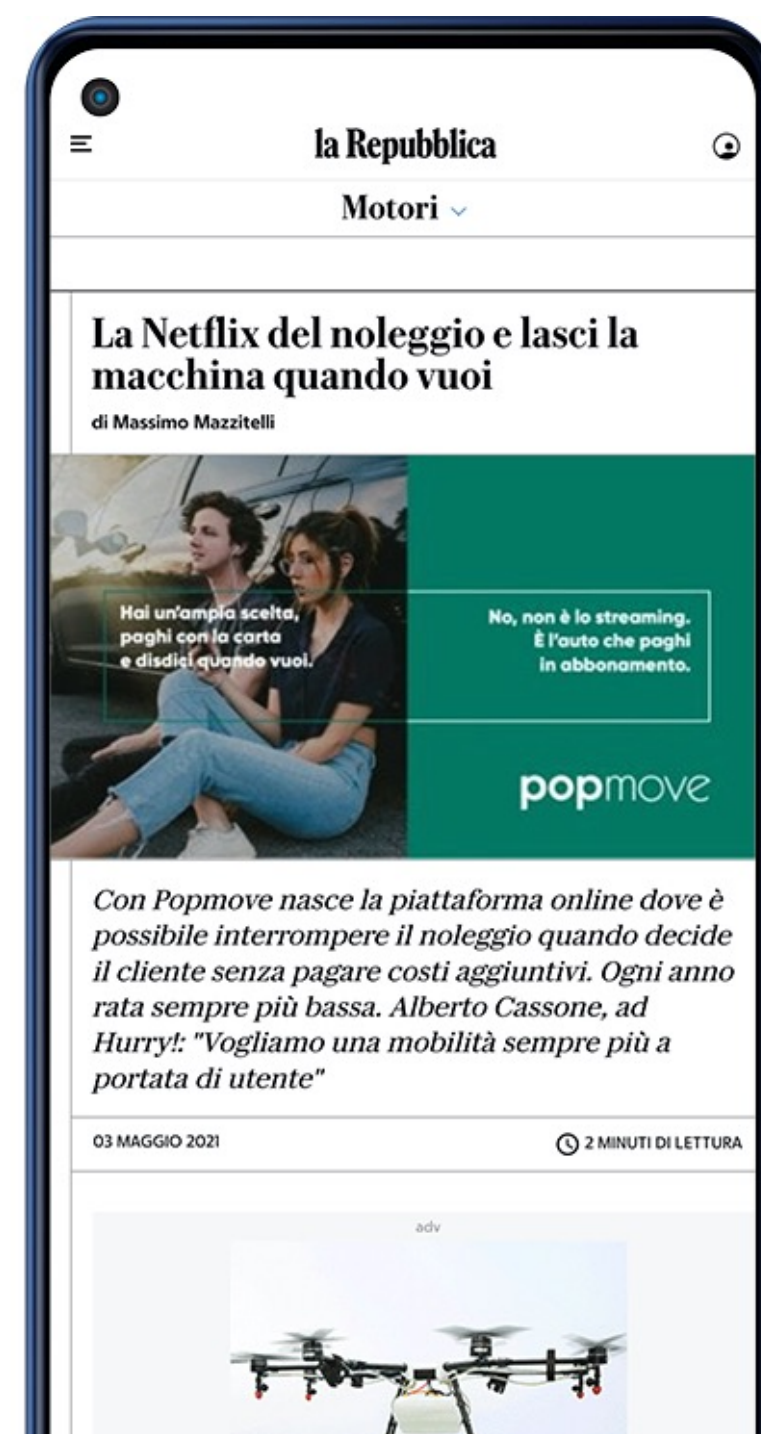 la Repubblica
Motori
La Netflix del noleggio e lasci la
macchina quando vuoi
di Massimo Mazzitelli
Hai un'ampia scelta,
paghi con la carta
e disdici quando vuoi.
No, non è lo streaming.
È l'auto che paghi
in abbonamento.
popmove
Con Popmove nasce la piattaforma online dove è
possibile interrompere il noleggio quando decide
il cliente senza pagare costi aggiuntivi. Ogni anno
rata sempre più bassa. Alberto Cassone, ad
Hurry!: "Vogliamo una mobilità sempre più a
portata di utente"
03 MAGGIO 2021
2 MINUTI DI LETTURA
adv